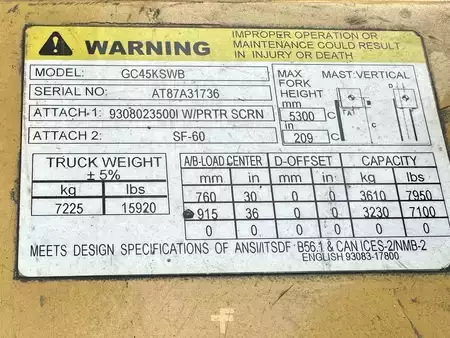 WARNING
IMPROPER OPERATION OR
MAINTENANCE COULD RESULT
IN INJURY OR DEATH
MODEL: GC45KSWB
SERIAL NO: AT87A31736
ATTACH 1: 9308023500I W/PRTR SCRN
ATTACH 2: SF-60
MAX MAST:VERTICAL
FORK
HEIGHT
mm
5300
in
209
A
TRUCK WEIGHT
± 5%
kg lbs
7225 15920
A/B-LOAD CENTER D-OFFSET CAPACITY
mm in mm in kg lbs
760 30 0 0 3610 7950
915 36 0 0 3230 7100
0 0 0 0 0 0
MEETS DESIGN SPECIFICATIONS OF ANSI/ITSDF B56.1 & CAN ICES-2/NMB-2
ENGLISH 93083-17800